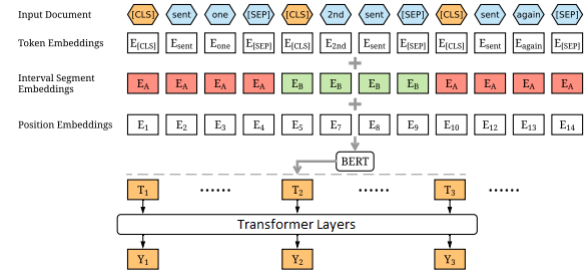 Input Document [CLS] sent one [SEP] [CLS] 2nd sent [SEP] [CLS] sent again [SEP]
Token Embeddings E[CLS] Esent Eone E[SEP] E[CLS] E2nd Esent E[SEP] E[CLS] Esent Eagain E[SEP]
+
Interval Segment
Embeddings EA EA EA EA EB EB EB EB EA EA EA EA
+
Position Embeddings E1 E2 E3 E4 E5 E7 E8 E9 E10 E12 E13 E14
BERT
T1 ...... T2 ...... T3 ......
Transformer Layers
Y1 Y2 Y3